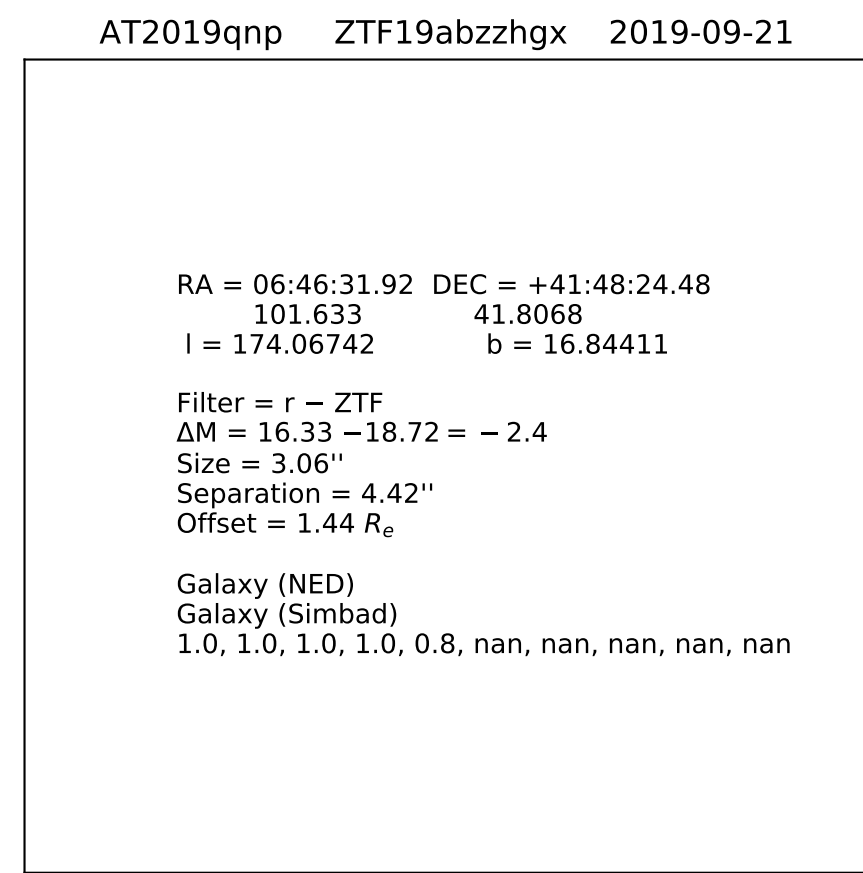 AT2019qnp ZTF19abzzhgx 2019-09-21
RA = 06:46:31.92 DEC = +41:48:24.48
101.633 41.8068
l = 174.06742 b = 16.84411
Filter = r − ZTF
ΔM = 16.33 −18.72 = − 2.4
Size = 3.06''
Separation = 4.42''
Offset = 1.44 Re
Galaxy (NED)
Galaxy (Simbad)
1.0, 1.0, 1.0, 1.0, 0.8, nan, nan, nan, nan, nan